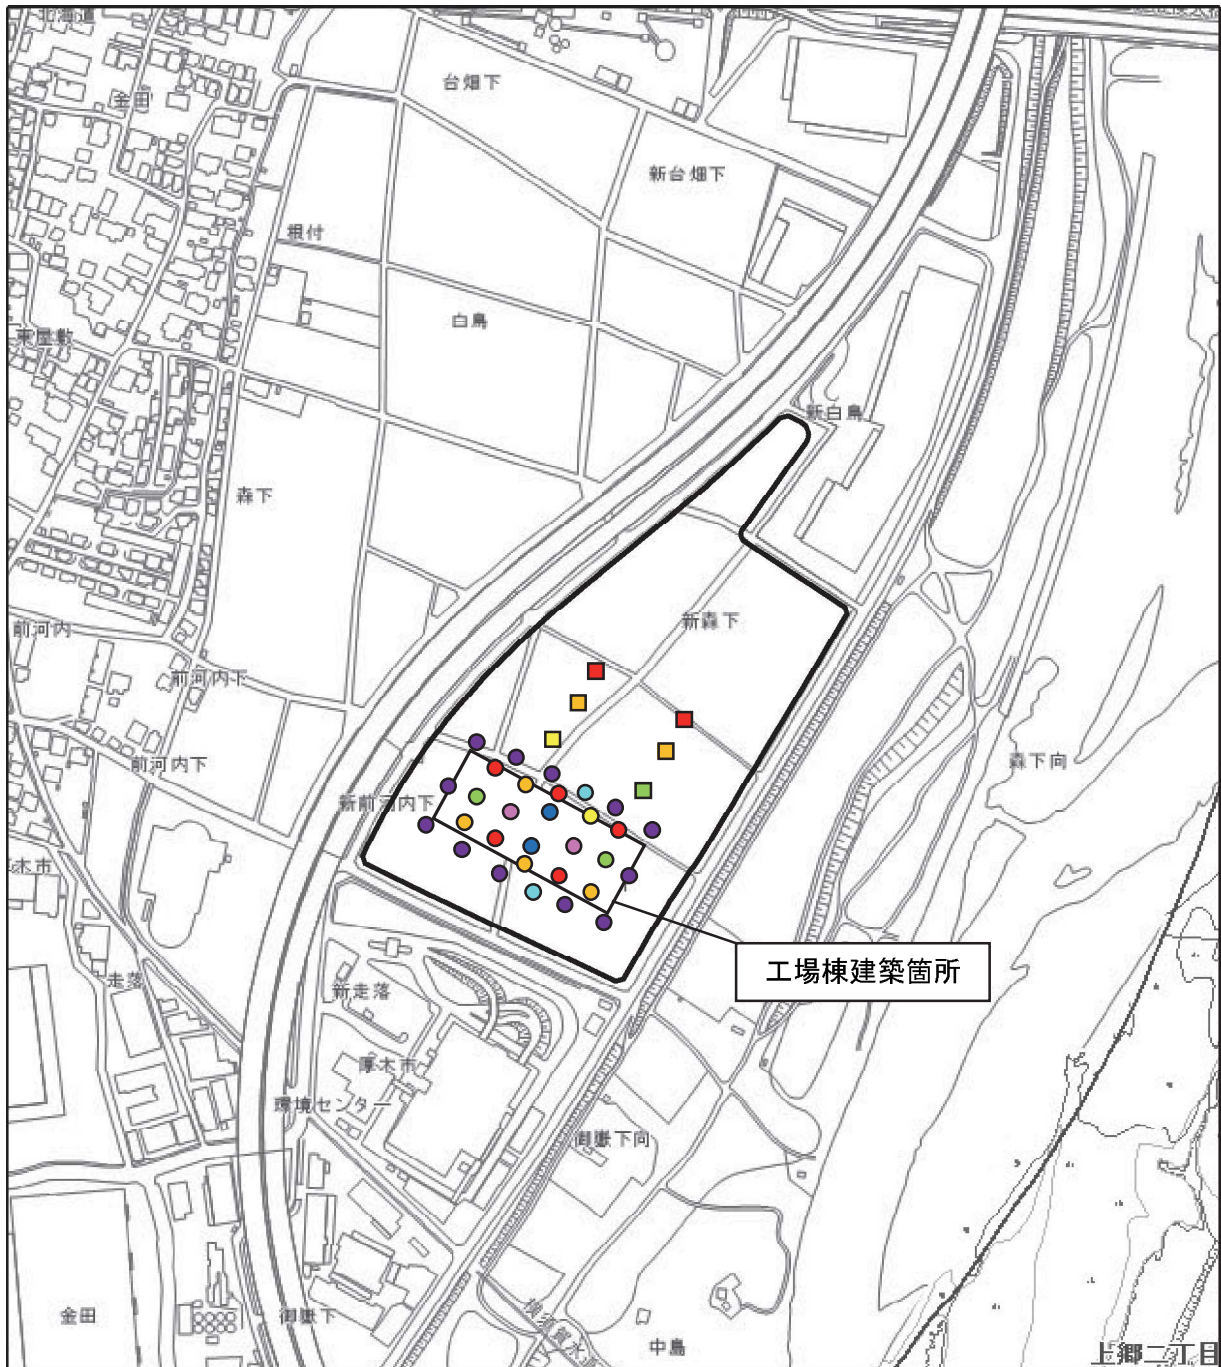 北海道
台畑下
金田
新台畑下
根付
白鳥
東屋敷
新白鳥
森下
新森下
前河内
前河内下
前河内下
森下向
新前河内下
工場棟建築箇所
走落
新走落
厚木市
環境センター
御嶽下向
金田
御嶽下
中島
上郷二丁目